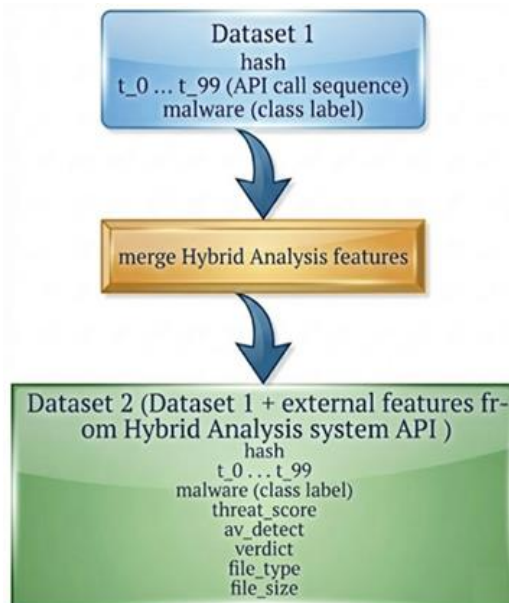 Dataset 1
hash
t_0 ... t_99 (API call sequence)
malware (class label)
merge Hybrid Analysis features
Dataset 2 (Dataset 1 + external features fr-
om Hybrid Analysis system API )
hash
t_0 ... t_99
malware (class label)
threat_score
av_detect
verdict
file_type
file_size